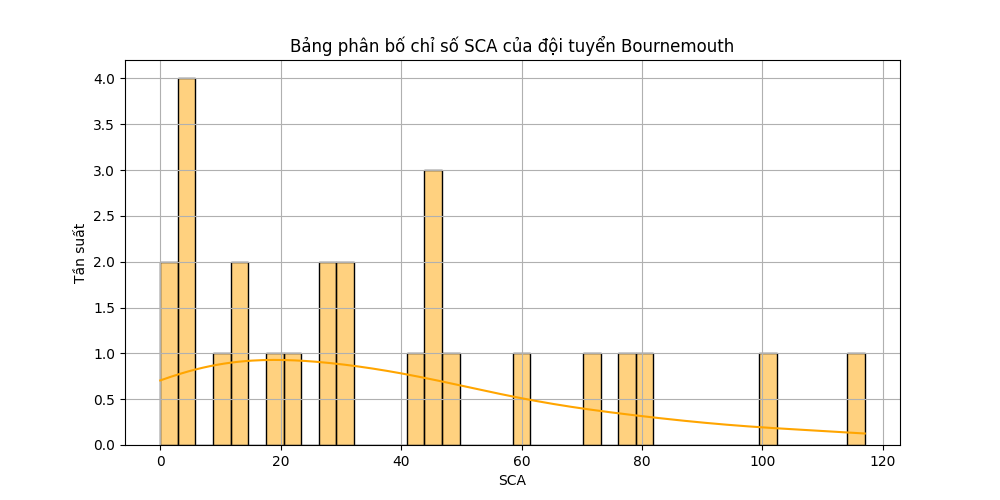 Bảng phân bố chỉ số SCA của đội tuyển Bournemouth
Tần suất
4.0
3.5
3.0
2.5
2.0
1.5
1.0
0.5
0.0
0 20 40 60 80 100 120
SCA